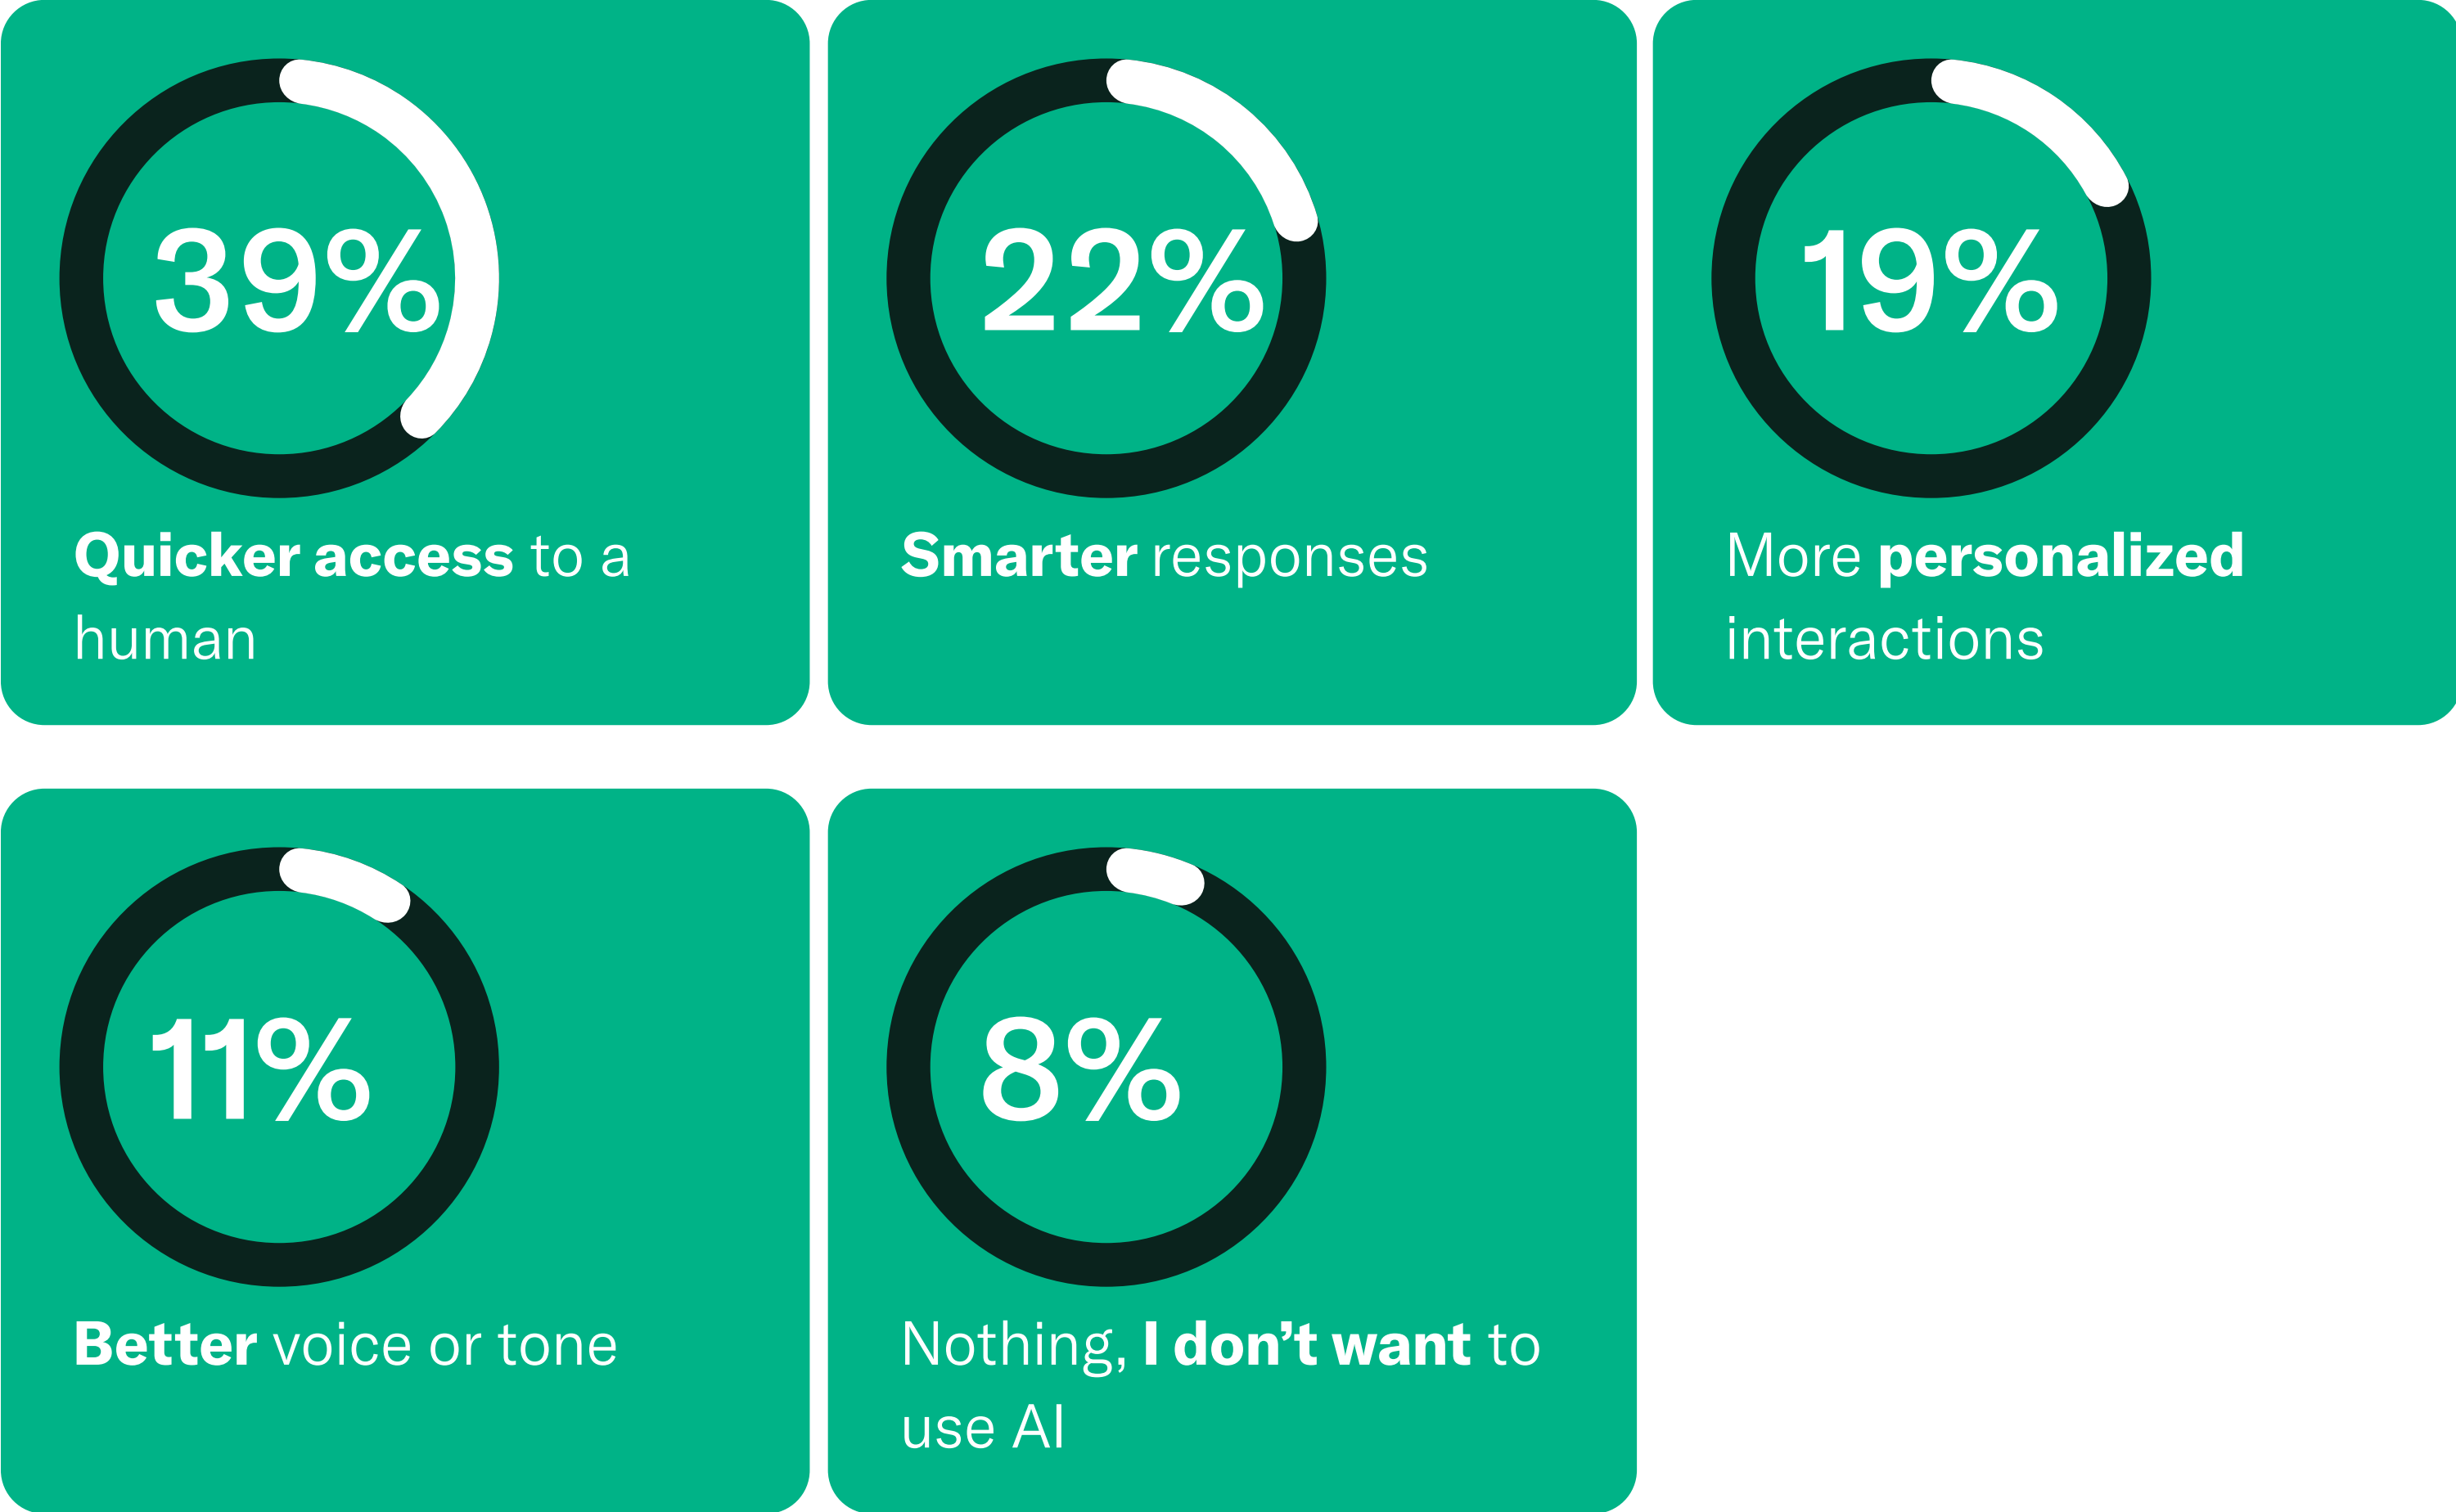 39%
Quicker access to a
human
22%
Smarter responses
19%
More personalized
interactions
11%
Better voice or tone
8%
Nothing, I don’t want to
use AI